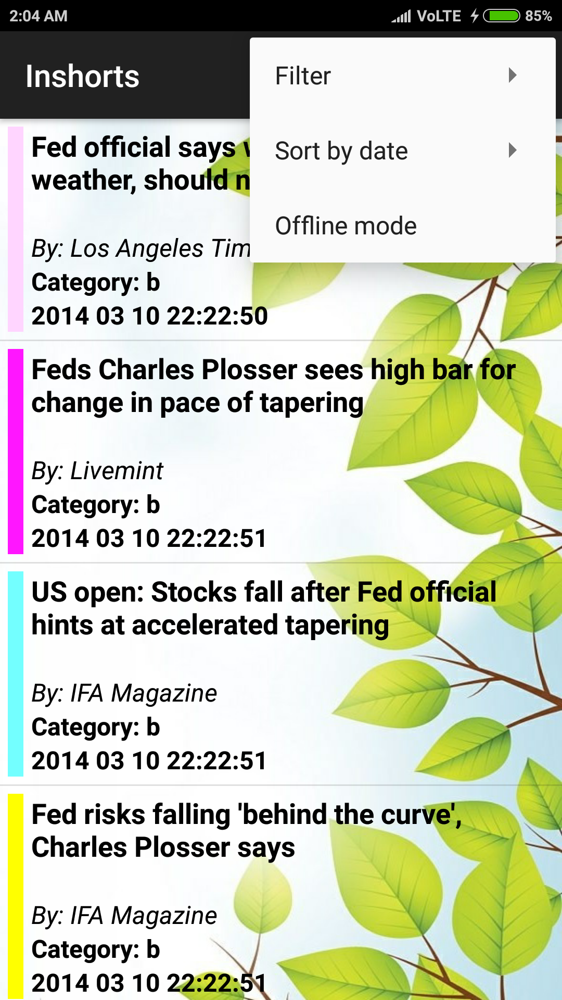 2:04 AM VoLTE 85%
Inshorts
Filter
Sort by date
Offline mode
Fed official says
weather, should
By: Los Angeles
Category: b
2014 03 10 22:22:50
Feds Charles Plosser sees high bar for
change in pace of tapering
By: Livemint
Category: b
2014 03 10 22:22:51
US open: Stocks fall after Fed official
hints at accelerated tapering
By: IFA Magazine
Category: b
2014 03 10 22:22:51
Fed risks falling 'behind the curve',
Charles Plosser says
By: IFA Magazine
Category: b
2014 03 10 22:22:51